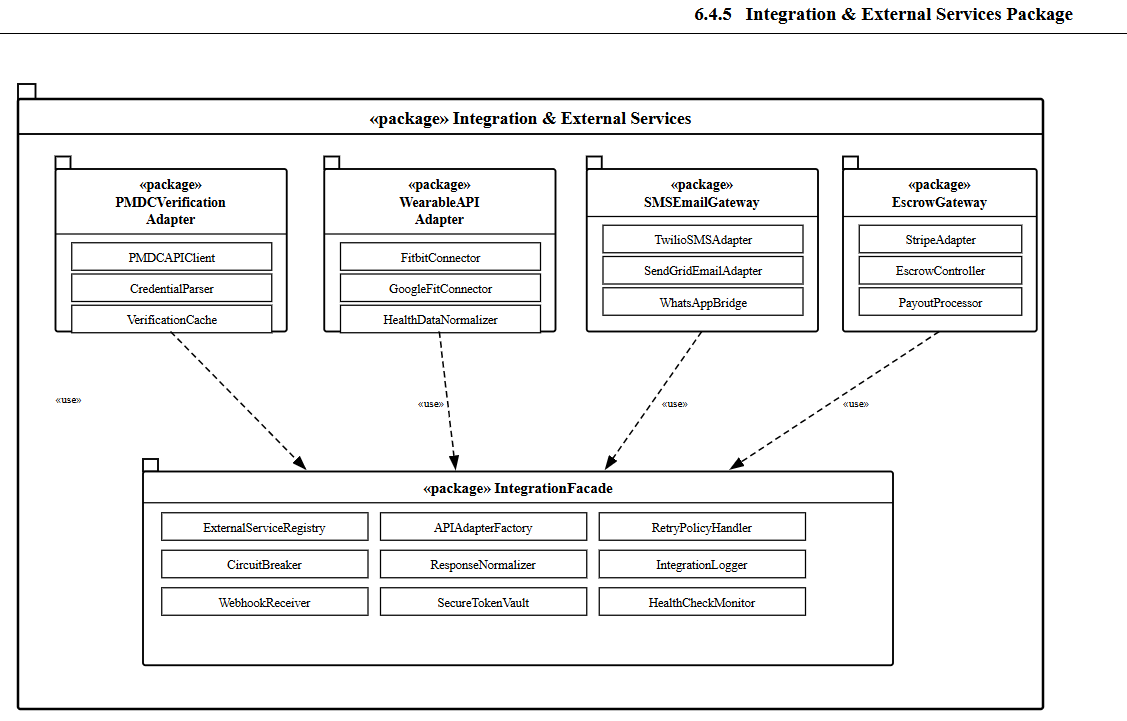 6.4.5 Integration & External Services Package
«package» Integration & External Services
«package»
PMDCVerification
Adapter
PMDCAPIClient
CredentialParser
VerificationCache
«package»
WearableAPI
Adapter
FitbitConnector
GoogleFitConnector
HealthDataNormalizer
«package»
SMSEmailGateway
TwilioSMSAdapter
SendGridEmailAdapter
WhatsAppBridge
«package»
EscrowGateway
StripeAdapter
EscrowController
PayoutProcessor
«use»
«use»
«use»
«use»
«package» IntegrationFacade
ExternalServiceRegistry
APIAdapterFactory
RetryPolicyHandler
CircuitBreaker
ResponseNormalizer
IntegrationLogger
WebhookReceiver
SecureTokenVault
HealthCheckMonitor